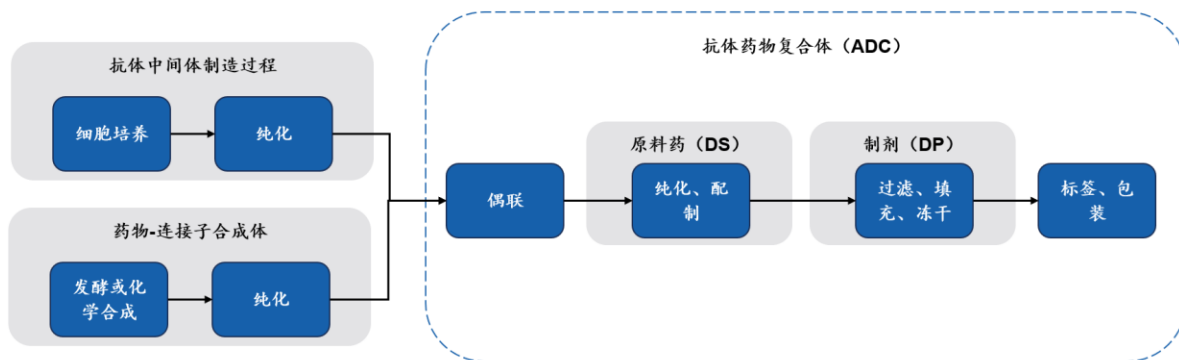 抗体药物复合体（ADC）
抗体中间体制造过程
细胞培养
纯化
药物-连接子合成体
发酵或化
学合成
纯化
偶联
原料药（DS）
纯化、配
制
制剂（DP）
过滤、填
充、冻干
标签、包
装